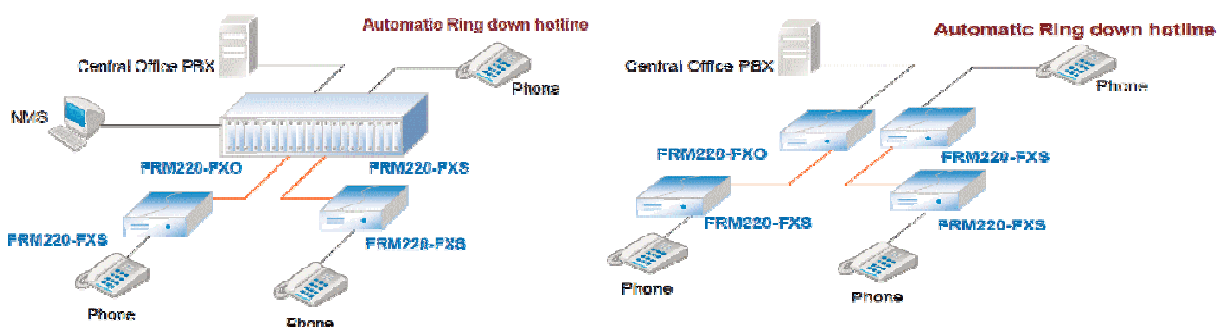 Automatic Ring down hotline
Central Office PBX
Phone
NMS
FRM220-FXO
FRM220-FXS
FRM220-FXS
FRM220-FXS
Phone
Phone
Automatic Ring down hotline
Central Office PBX
Phone
FRM220-FXO
FRM220-FXS
FRM220-FXS
FRM220-FXS
Phone
Phone